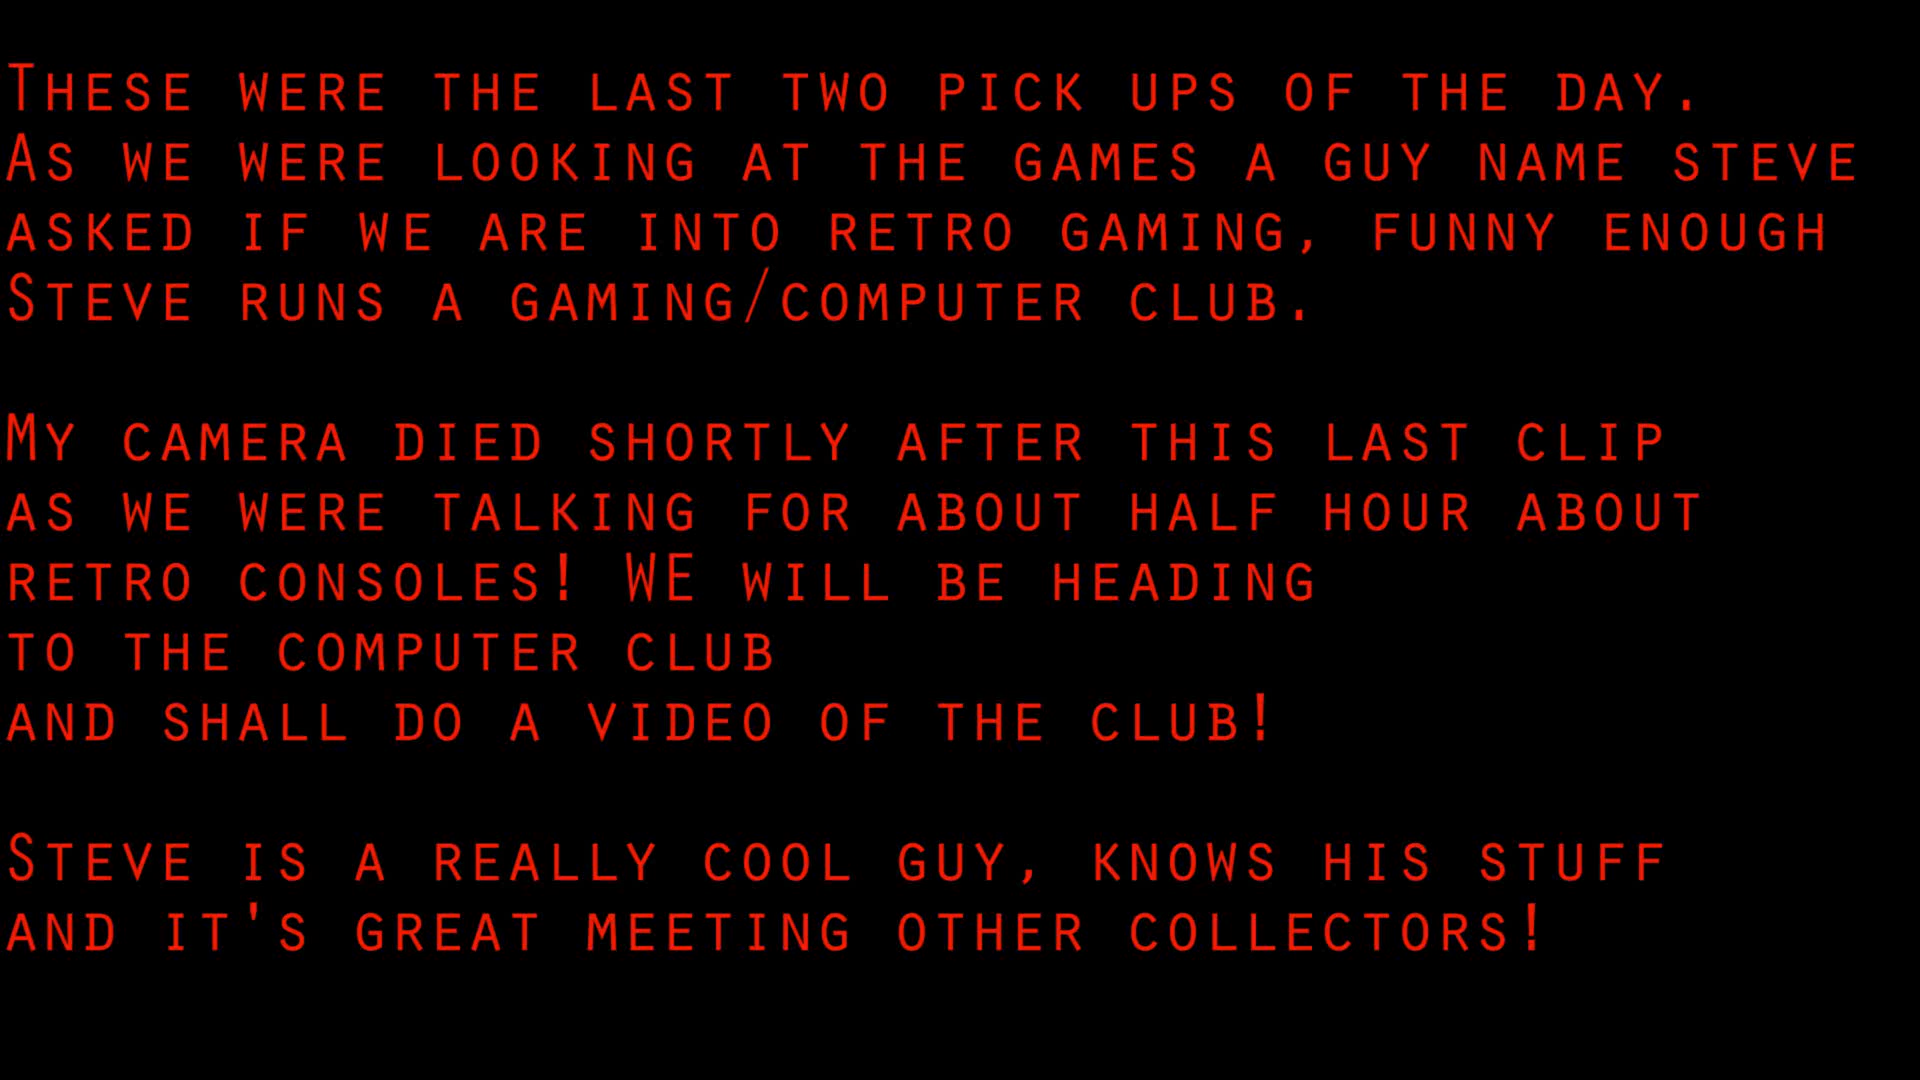 These were the last two pick ups of the day.
As we were looking at the games a guy name steve
asked if we are into retro gaming, funny enough
Steve runs a gaming/computer club.
My camera died shortly after this last clip
as we were talking for about half hour about
retro consoles! WE will be heading
to the computer club
and shall do a video of the club!
Steve is a really cool guy, knows his stuff
and it's great meeting other collectors!